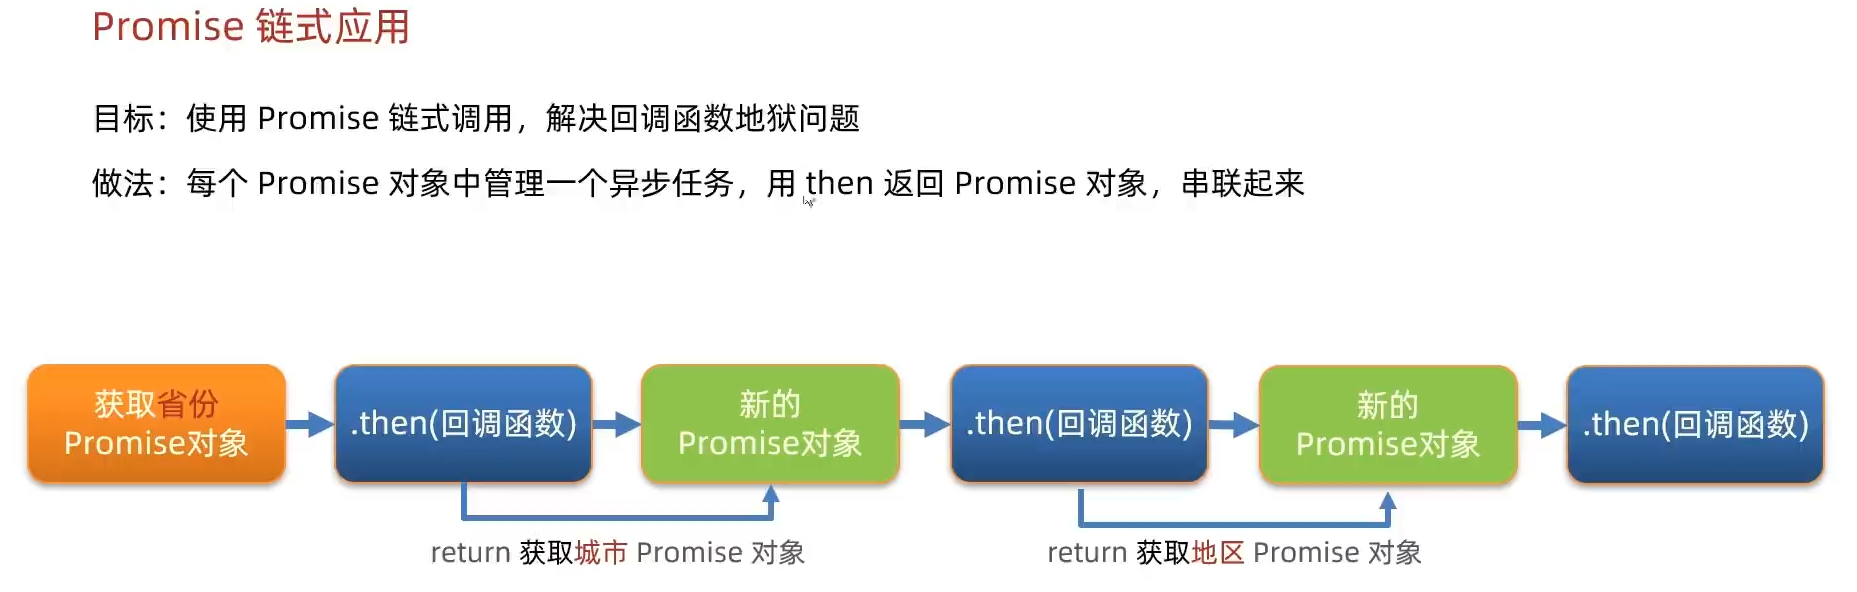 Promise 链式应用
目标：使用 Promise 链式调用，解决回调函数地狱问题
做法：每个 Promise 对象中管理一个异步任务，用 then 返回 Promise 对象，串联起来
获取省份
Promise对象
.then(回调函数)
新的
Promise对象
.then(回调函数)
新的
Promise对象
.then(回调函数)
return 获取城市 Promise 对象
return 获取地区 Promise 对象